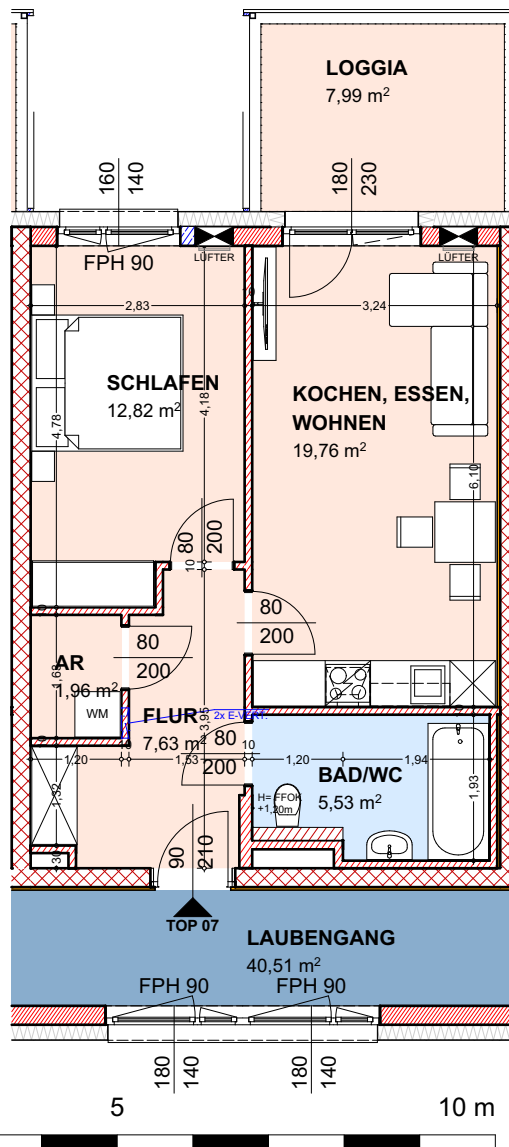 LOGGIA
7,99 m²
160
140
180
230
FPH 90
LÜFTER
LÜFTER
2,83
10
3,24
SCHLAFEN
12,82 m²
4,18
4,78
KOCHEN, ESSEN,
WOHNEN
19,76 m²
6,10
80
200
10
80
200
80
200
AR
1,96 m²
1,68
WM
FLUR
7,63 m²
3,95
2x E-VERT.
80
200
10
10
10
1,20
1,53
1,20
1,94
BAD/WC
5,53 m²
H= FFOK
+1,20m
1,93
1,32
30
90
210
TOP 07
LAUBENGANG
40,51 m²
FPH 90
FPH 90
180
140
180
140
5
10 m